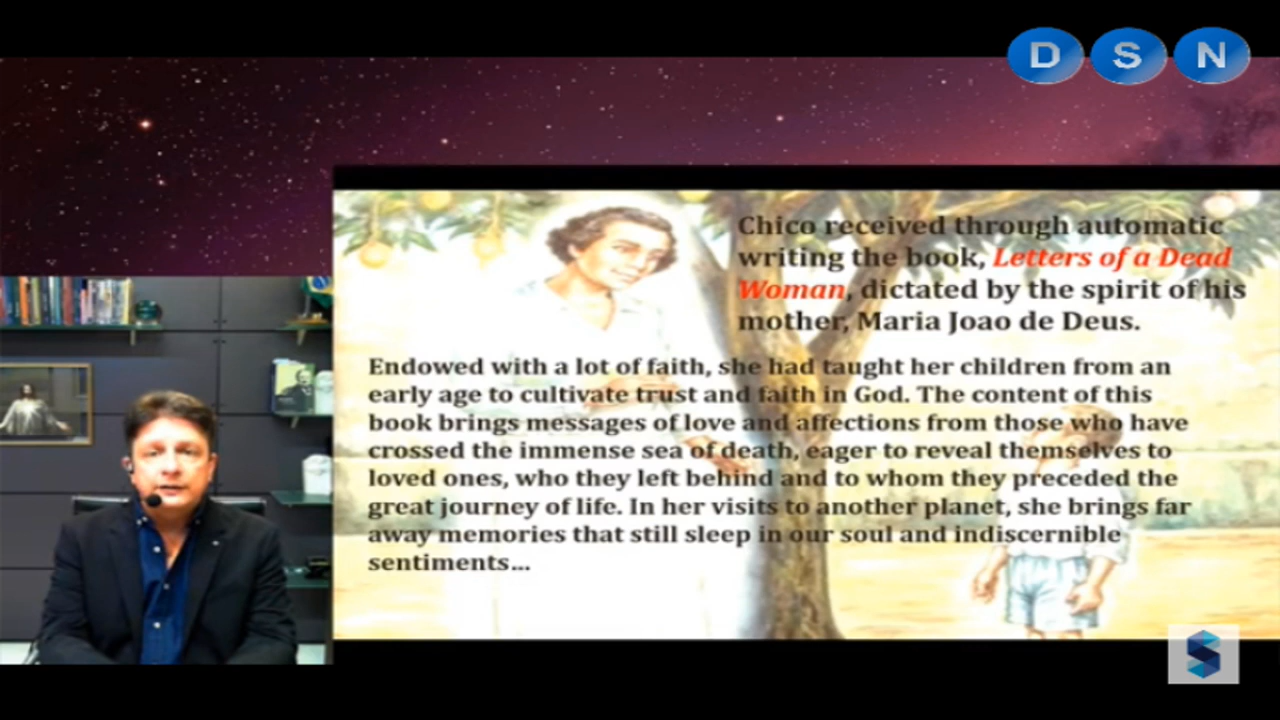 D S N
Chico received through automatic
writing the book, Letters of a Dead
Woman, dictated by the spirit of his
mother, Maria Joao de Deus.
Endowed with a lot of faith, she had taught her children from an
early age to cultivate trust and faith in God. The content of this
book brings messages of love and affections from those who have
crossed the immense sea of death, eager to reveal themselves to
loved ones, who they left behind and to whom they preceded the
great journey of life. In her visits to another planet, she brings far
away memories that still sleep in our soul and indiscernible
sentiments...